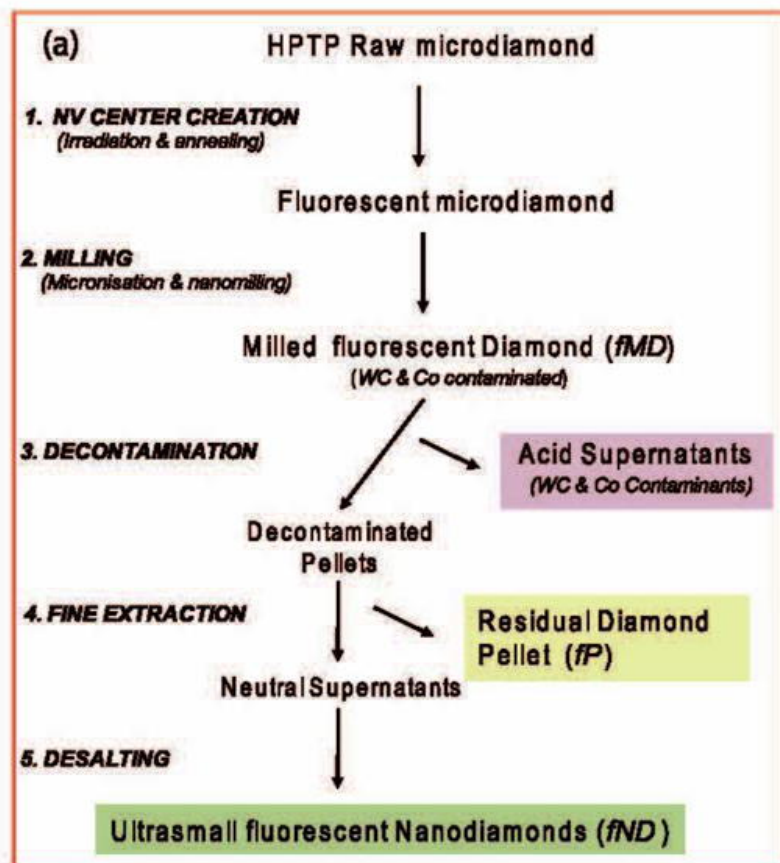 (a)
HPTP Raw microdiamond
1. NV CENTER CREATION
(Irradiation & annealing)
Fluorescent microdiamond
2. MILLING
(Micronisation & nanomilling)
Milled fluorescent Diamond (fMD)
(WC & Co contaminated)
3. DECONTAMINATION
Acid Supernatants
(WC & Co Contaminants)
Decontaminated
Pellets
4. FINE EXTRACTION
Residual Diamond
Pellet (fP)
Neutral Supernatants
5. DESALTING
Ultrasmall fluorescent Nanodiamonds (fND)